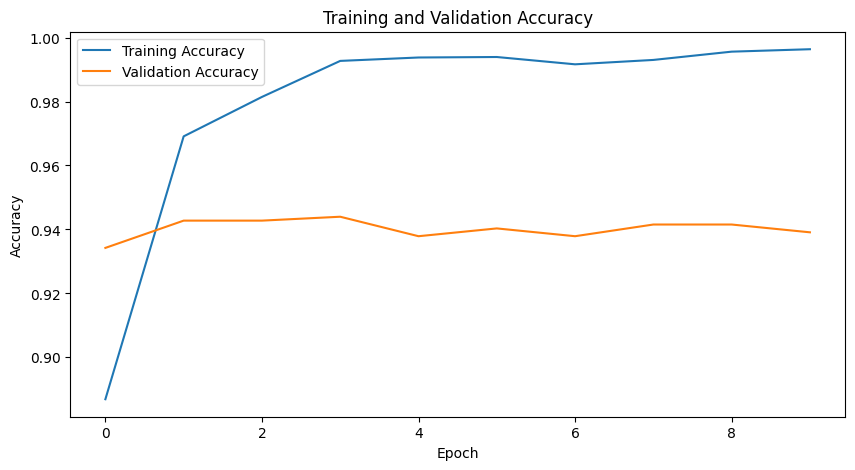 Training and Validation Accuracy
Training Accuracy
Validation Accuracy
1.00
0.98
0.96
0.94
0.92
0.90
Accuracy
0 2 4 6 8
Epoch